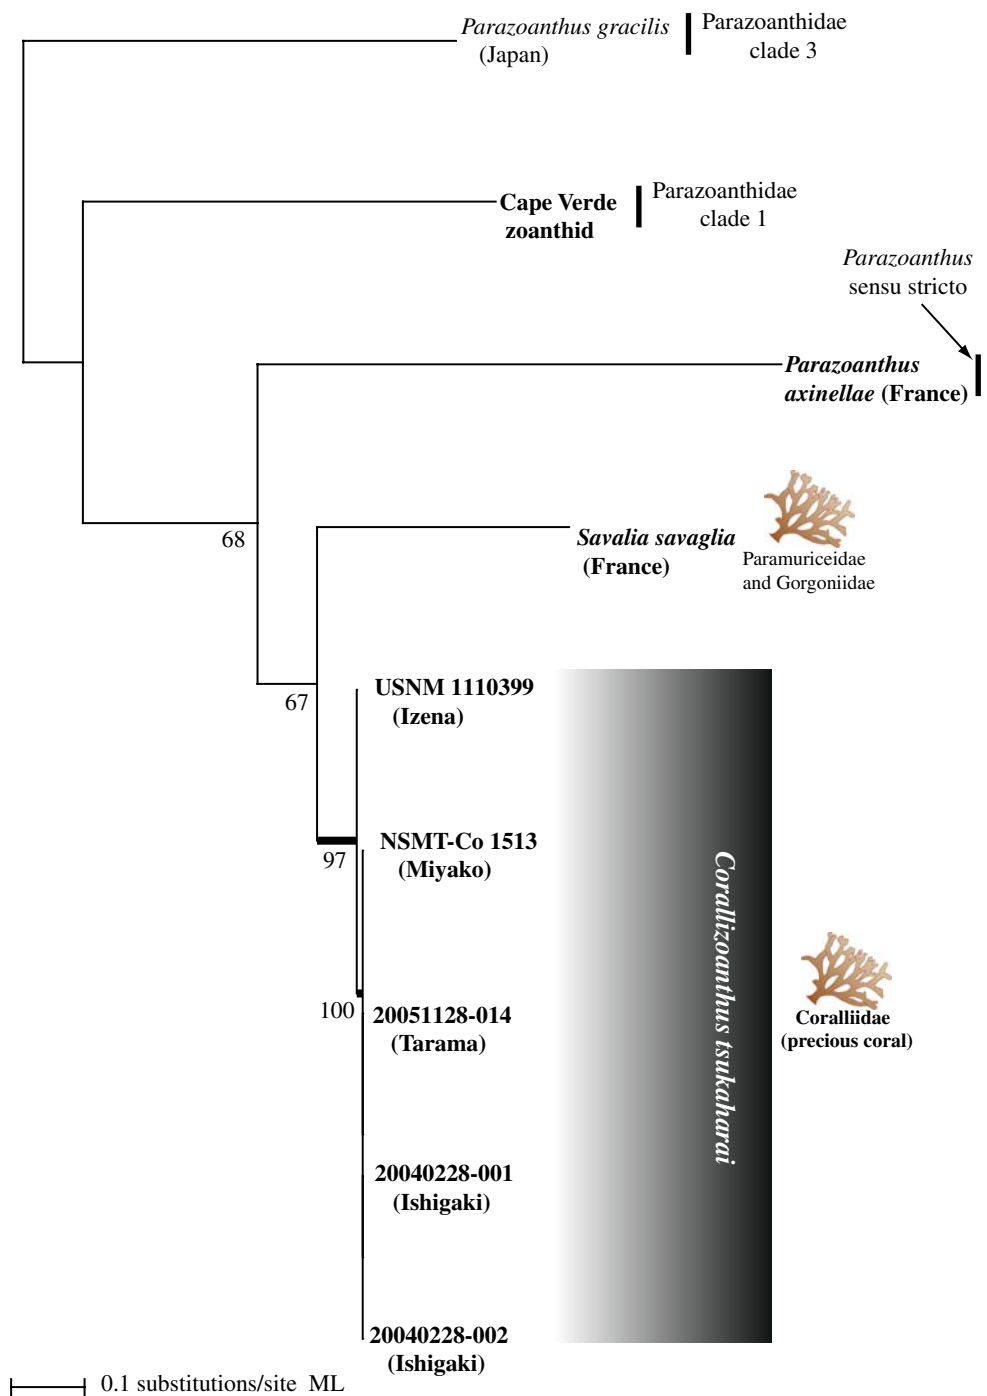 Parazoanthus gracilis
(Japan)
Parazoanthidae
clade 3
Cape Verde
zoanthid
Parazoanthidae
clade 1
Parazoanthus
sensu stricto
Parazoanthus
axinellae (France)
68
Savalia savaglia
(France)
Paramuriceidae
and Gorgoniidae
67
USNM 1110399
(Izena)
NSMT-Co 1513
(Miyako)
97
Corallizoanthus tsukaharai
100
20051128-014
(Tarama)
Coralliidae
(precious coral)
20040228-001
(Ishigaki)
20040228-002
(Ishigaki)
0.1 substitutions/site ML